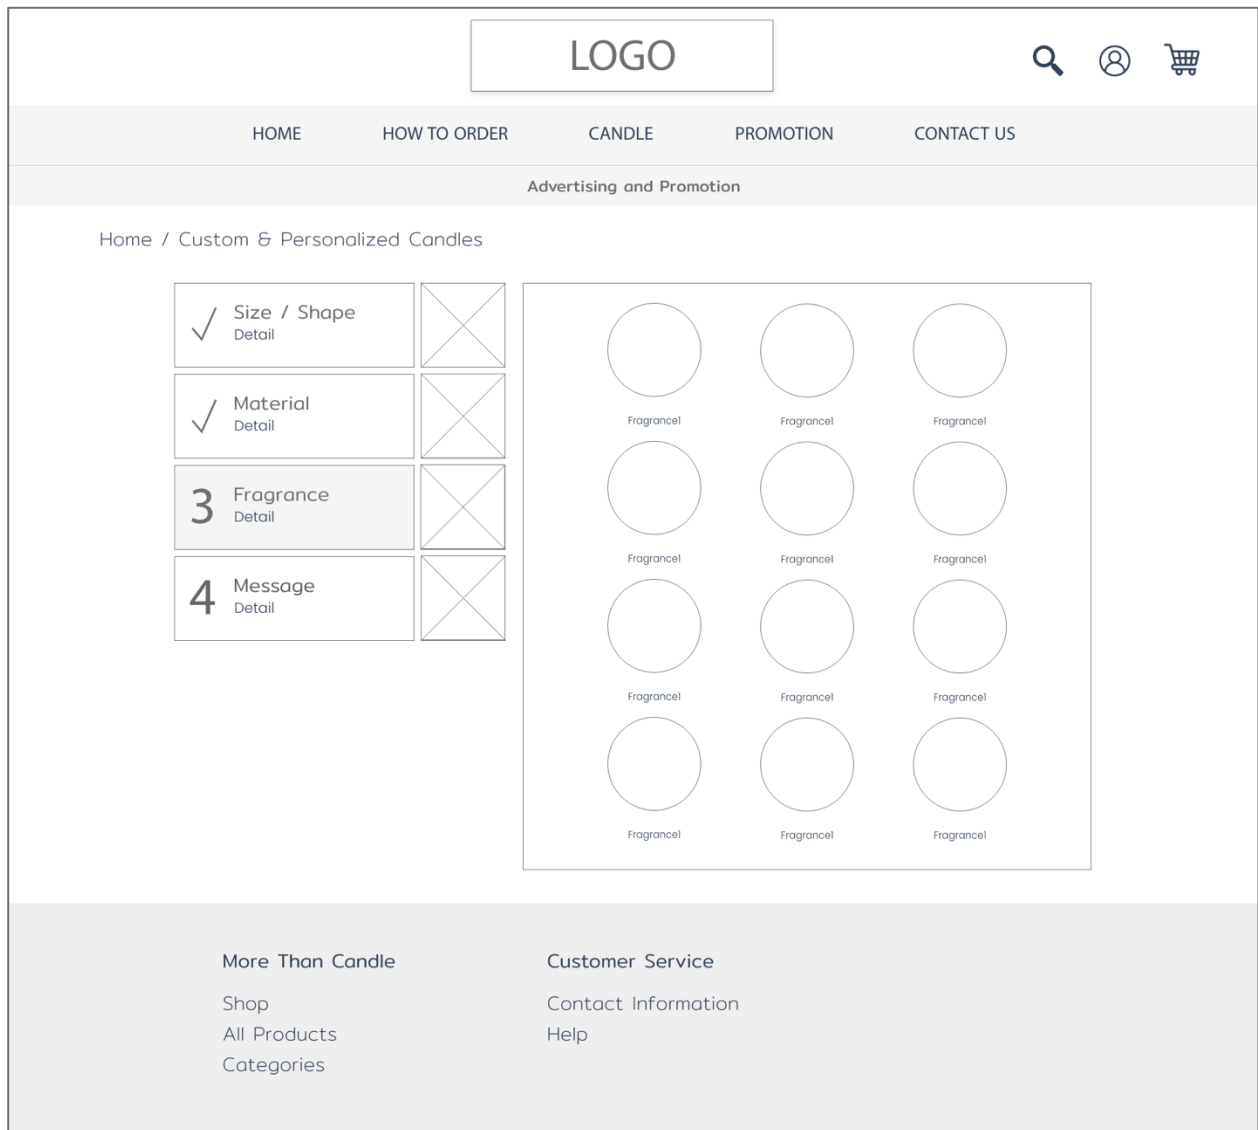 LOGO
HOME HOW TO ORDER CANDLE PROMOTION CONTACT US
Advertising and Promotion
Home / Custom & Personalized Candles
Size / Shape
Detail
Material
Detail
3 Fragrance
Detail
4 Message
Detail
Fragrance1 Fragrance1 Fragrance1
Fragrance1 Fragrance1 Fragrance1
Fragrance1 Fragrance1 Fragrance1
Fragrance1 Fragrance1 Fragrance1
More Than Candle
Shop
All Products
Categories
Customer Service
Contact Information
Help